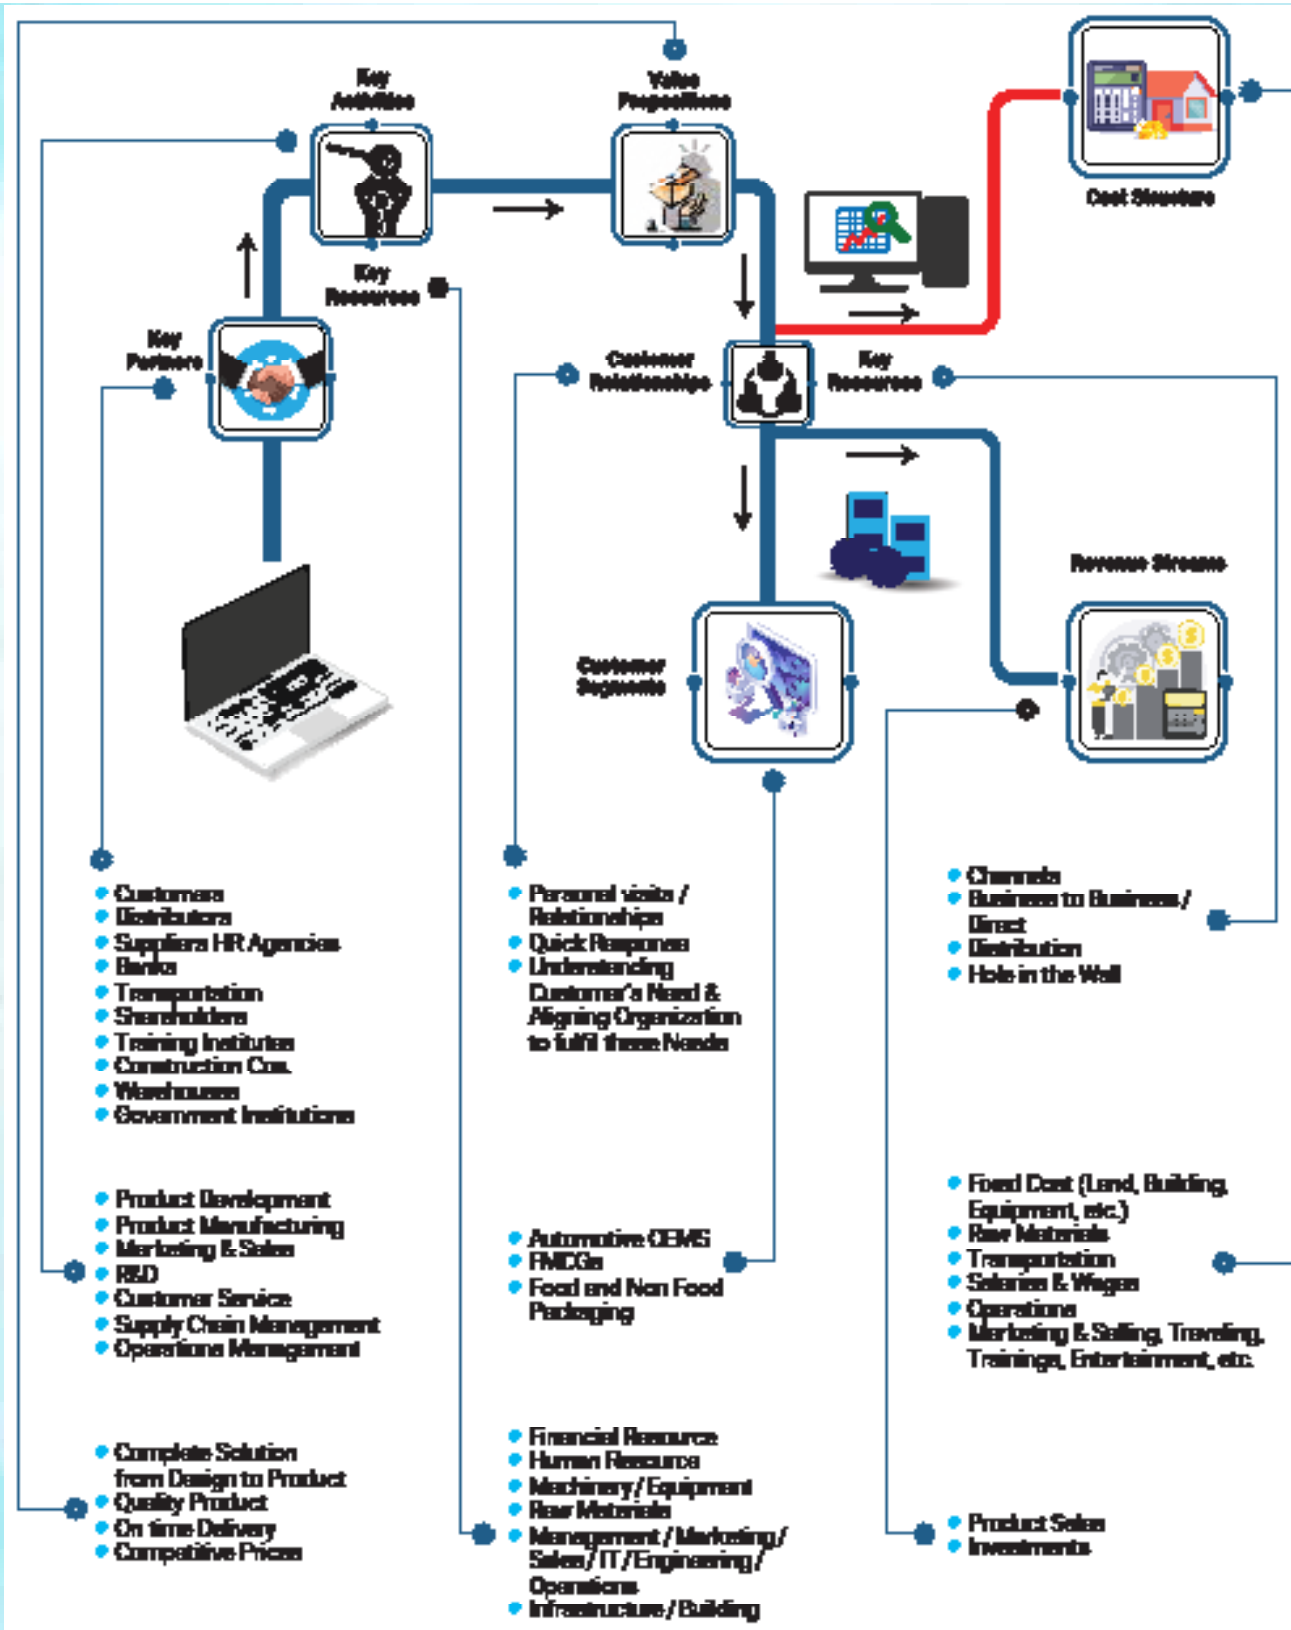 Key
Activities
Value
Propositions
Cost Structure
Key
Resources
Key
Partners
Customer
Relationships
Key
Resources
Revenue Streams
Customer
Segments
Customers
Distributors
Suppliers HR Agencies
Banks
Transportation
Shareholders
Training Institutes
Construction Cos.
Warehouses
Government Institutions
Personal visits /
Relationships
Quick Response
Understanding
Customer's Need &
Aligning Organization
to fulfil these Needs
Channels
Business to Business /
Direct
Distribution
Hole in the Wall
Product Development
Product Manufacturing
Marketing & Sales
R&D
Customer Service
Supply Chain Management
Operations Management
Automotive OEMS
FMCGs
Food and Non Food
Packaging
Fixed Cost (Land, Building,
Equipment, etc.)
Raw Materials
Transportation
Salaries & Wages
Operations
Marketing & Selling, Traveling,
Trainings, Entertainment, etc.
Complete Solution
from Design to Product
Quality Product
On time Delivery
Competitive Prices
Financial Resource
Human Resource
Machinery / Equipment
Raw Materials
Management / Marketing /
Sales / IT / Engineering /
Operations
Infrastructure / Building
Product Sales
Investments